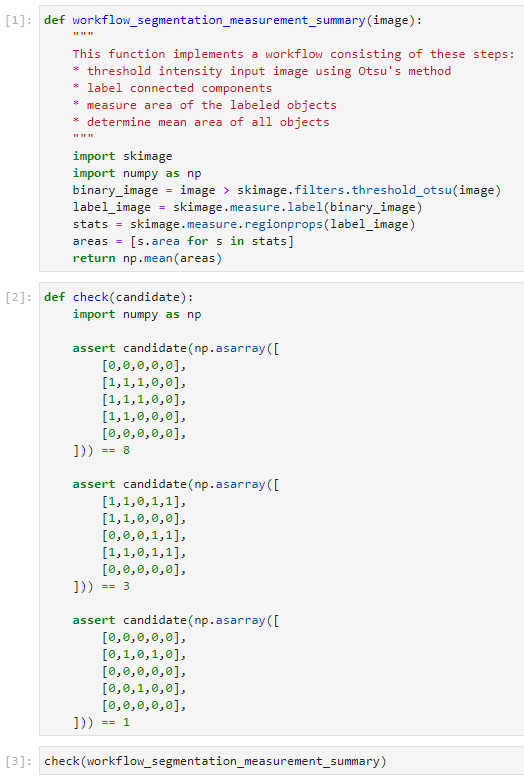 [1]: def workflow_segmentation_measurement_summary(image):
    """
    This function implements a workflow consisting of these steps:
    * threshold intensity input image using Otsu's method
    * label connected components
    * measure area of the labeled objects
    * determine mean area of all objects
    """
    import skimage
    import numpy as np
    binary_image = image > skimage.filters.threshold_otsu(image)
    label_image = skimage.measure.label(binary_image)
    stats = skimage.measure.regionprops(label_image)
    areas = [s.area for s in stats]
    return np.mean(areas)
[2]: def check(candidate):
    import numpy as np
    assert candidate(np.asarray([
        [0,0,0,0,0],
        [1,1,1,0,0],
        [1,1,1,0,0],
        [1,1,0,0,0],
        [0,0,0,0,0],
    ])) == 8
    assert candidate(np.asarray([
        [1,1,0,1,1],
        [1,1,0,0,0],
        [0,0,0,1,1],
        [1,1,0,1,1],
        [0,0,0,0,0],
    ])) == 3
    assert candidate(np.asarray([
        [0,0,0,0,0],
        [0,1,0,1,0],
        [0,0,0,0,0],
        [0,0,1,0,0],
        [0,0,0,0,0],
    ])) == 1
[3]: check(workflow_segmentation_measurement_summary)